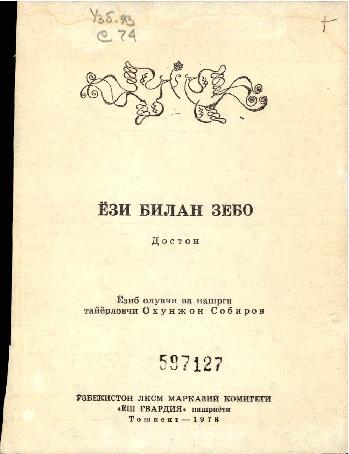 Узб.93
С 74
ЁЗИ БИЛАН ЗЕБО
Достон
Ёзиб олувчи ва нашрга
тайёрловчи Охунжон Собиров
597127
ЎЗБЕКИСТОН ЛКСМ МАРКАЗИЙ КОМИТЕТИ
«ЁШ ГВАРДИЯ» нашриёти
Тошкент—1978